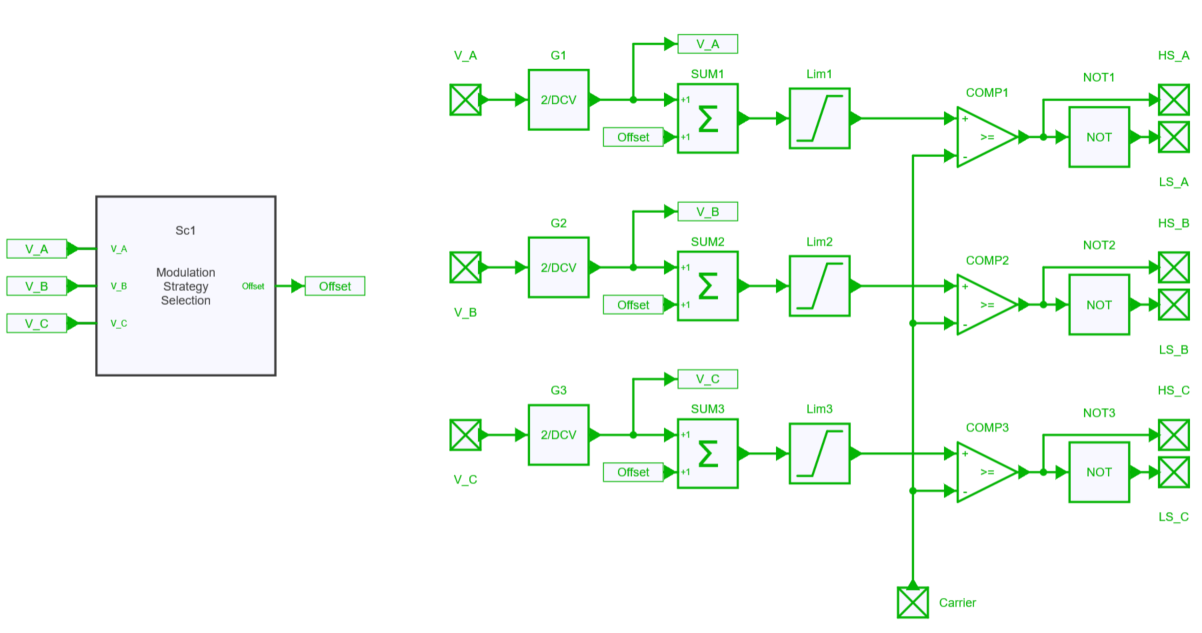 Sc1
Modulation
Strategy
Selection
V_A
V_A
V_B
V_B
Offset
Offset
V_C
V_C
V_A
G1
2/DCV
V_A
SUM1
+1
Σ
Offset
+1
Lim1
COMP1
+
>=
-
NOT1
NOT
HS_A
LS_A
V_B
G2
2/DCV
V_B
SUM2
+1
Σ
Offset
+1
Lim2
COMP2
+
>=
-
NOT2
NOT
HS_B
LS_B
V_C
G3
2/DCV
V_C
SUM3
+1
Σ
Offset
+1
Lim3
COMP3
+
>=
-
NOT3
NOT
HS_C
LS_C
Carrier